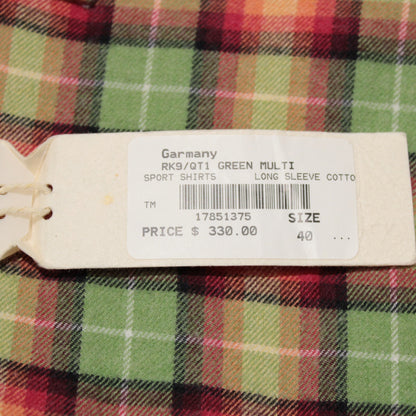 Garmany
RK9/QT1 GREEN MULTI
SPORT SHIRTS LONG SLEEVE COTTO
TM
17851375 SIZE
PRICE $ 330.00 40 ...